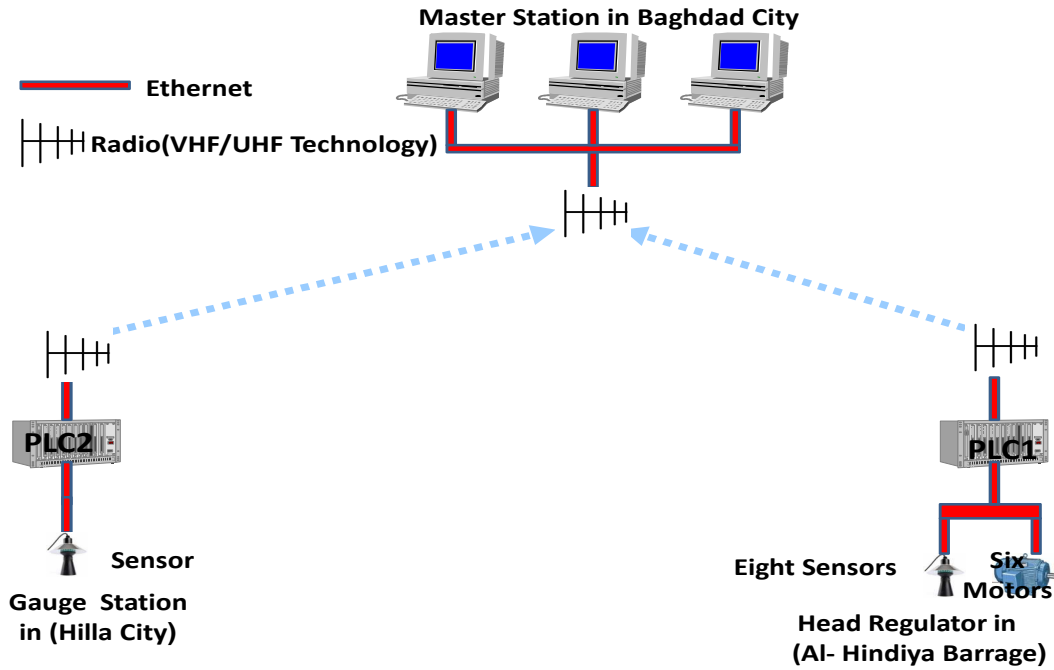 Master Station in Baghdad City
Ethernet
Radio(VHF/UHF Technology)
PLC2
PLC1
Sensor
Eight Sensors
Six
Motors
Gauge Station
in (Hilla City)
Head Regulator in
(Al- Hindiya Barrage)